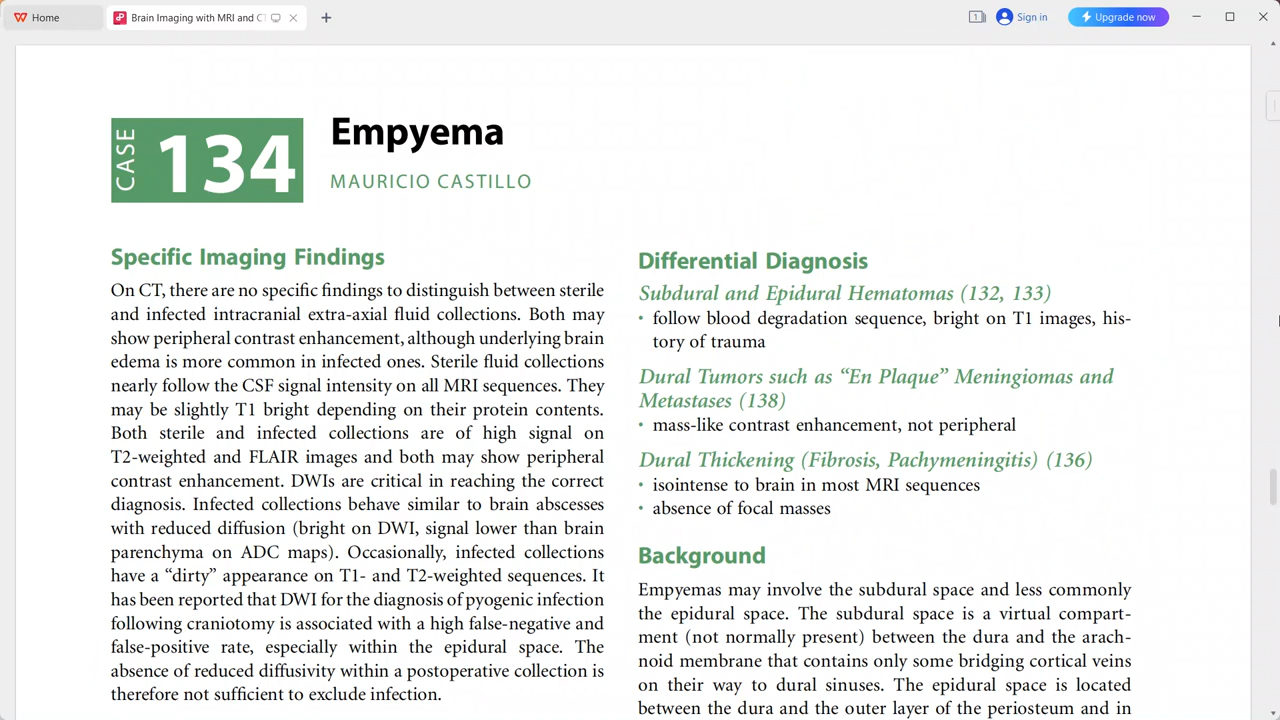 Home
Brain Imaging with MRI and CT
1
Sign in
Upgrade now
CASE 134
Empyema
MAURICIO CASTILLO
Specific Imaging Findings
On CT, there are no specific findings to distinguish between sterile
and infected intracranial extra-axial fluid collections. Both may
show peripheral contrast enhancement, although underlying brain
edema is more common in infected ones. Sterile fluid collections
nearly follow the CSF signal intensity on all MRI sequences. They
may be slightly T1 bright depending on their protein contents.
Both sterile and infected collections are of high signal on
T2-weighted and FLAIR images and both may show peripheral
contrast enhancement. DWIs are critical in reaching the correct
diagnosis. Infected collections behave similar to brain abscesses
with reduced diffusion (bright on DWI, signal lower than brain
parenchyma on ADC maps). Occasionally, infected collections
have a “dirty” appearance on T1- and T2-weighted sequences. It
has been reported that DWI for the diagnosis of pyogenic infection
following craniotomy is associated with a high false-negative and
false-positive rate, especially within the epidural space. The
absence of reduced diffusivity within a postoperative collection is
therefore not sufficient to exclude infection.
Differential Diagnosis
Subdural and Epidural Hematomas (132, 133)
• follow blood degradation sequence, bright on T1 images, his-
tory of trauma
Dural Tumors such as “En Plaque” Meningiomas and
Metastases (138)
• mass-like contrast enhancement, not peripheral
Dural Thickening (Fibrosis, Pachymeningitis) (136)
• isointense to brain in most MRI sequences
• absence of focal masses
Background
Empyemas may involve the subdural space and less commonly
the epidural space. The subdural space is a virtual compart-
ment (not normally present) between the dura and the arach-
noid membrane that contains only some bridging cortical veins
on their way to dural sinuses. The epidural space is located
between the dura and the outer layer of the periosteum and in